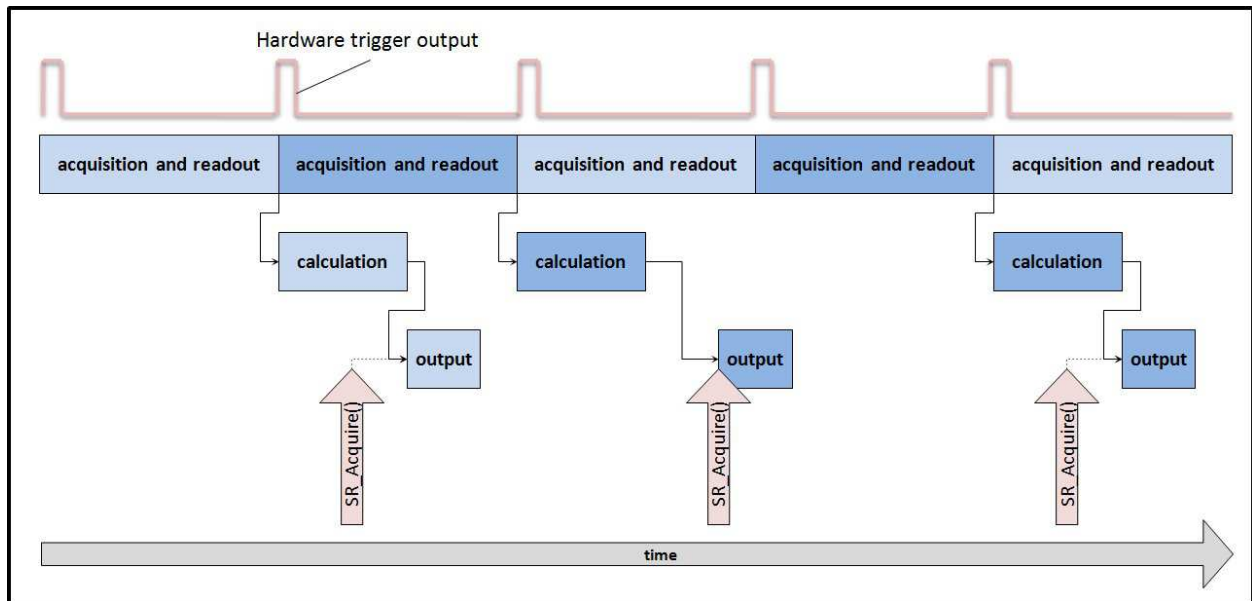 Hardware trigger output
acquisition and readout
acquisition and readout
acquisition and readout
acquisition and readout
acquisition and readout
calculation
calculation
calculation
output
output
output
SR_Acquire()
SR_Acquire()
SR_Acquire()
time